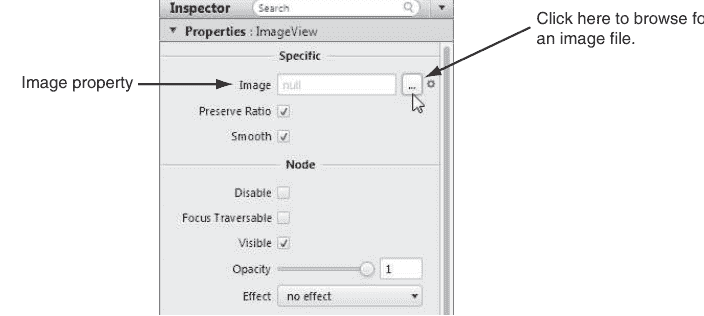 Inspector
Search
Click here to browse fo
an image file.
Properties : ImageView
Specific
Image property
Image null ...
Preserve Ratio
Smooth
Node
Disable
Focus Traversable
Visible
Opacity 1
Effect no effect